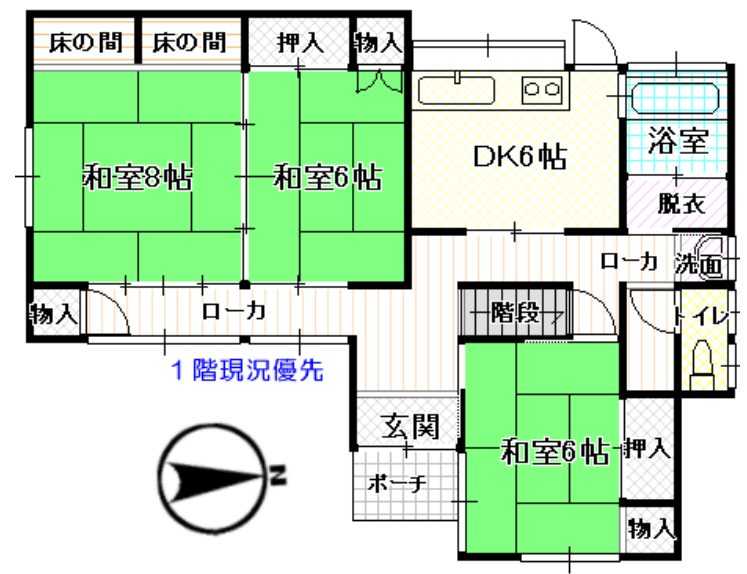 床の間
床の間
押入
物入
和室8帖
和室6帖
DK6帖
浴室
脱衣
ローカ
洗面
物入
ローカ
階段
トイレ
1階現況優先
玄関
和室6帖
押入
ポーチ
物入
N